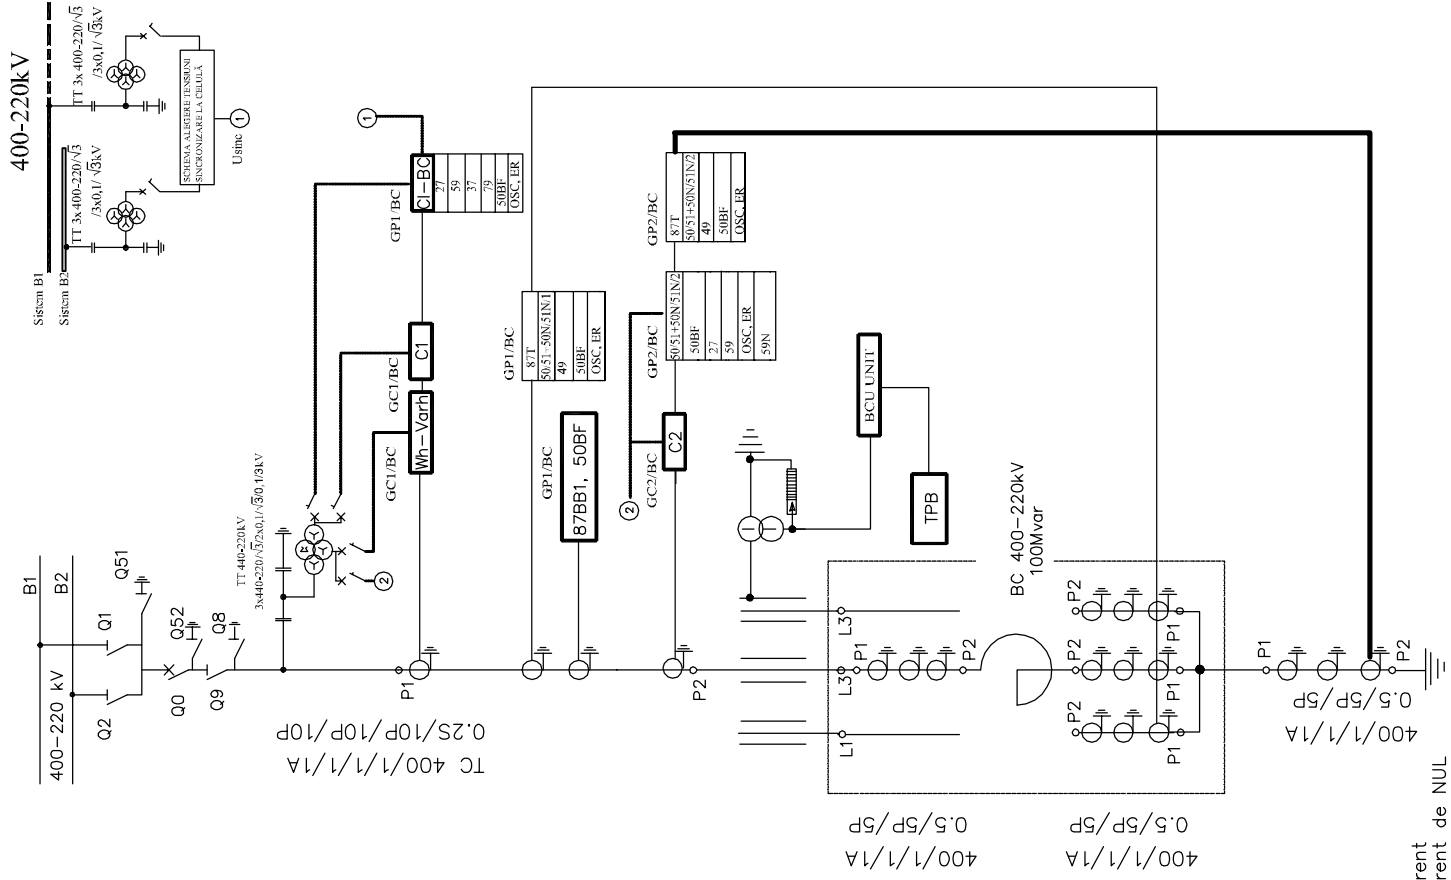 400-220kV
TT 3x 400-220/√3
/3x0,1/ √3kV
TT 3x400-220/√3
/3x0,1/ √3kV
Sistem B1
Sistem B2
SCHEMA ALEGERE TENSIUNI
SINCRONIZARE LA CELULĂ
1
Usinc
1
B1
B2
400-220 kV
Q1
Q2
Q51
Q52
Q0
Q9
Q8
TT 440-220kV
3x440-220/√3/2x0,1/√3/0,1/3kV
2
GP1/BC
CI-BC
27
59
37
79
50BF
OSC, ER
GC1/BC
C1
GC1/BC
Wh-Varh
P1
TC 400/1/1/1/1A
0.2S/10P/10P/10P
GP1/BC
87T
50/51+50N/51N/1
49
50BF
OSC, ER
GP1/BC
87BB1, 50BF
2
GP2/BC
87T
50/51+50N/51N/2
49
50BF
OSC, ER
GP2/BC
50/51+50N/51N/2
50BF
27
59
OSC, ER
59N
GC2/BC
C2
P2
BCU UNIT
TPB
BC 400-220kV
100Mvar
L3
L3
L1
P1
P2
P2
P1
P2
P1
P2
P1
400/1/1/1A
0.5/5P/5P
400/1/1/1A
0.5/5P/5P
P1
P2
400/1/1/1A
0.5/5P/5P
rent
rent de NUL